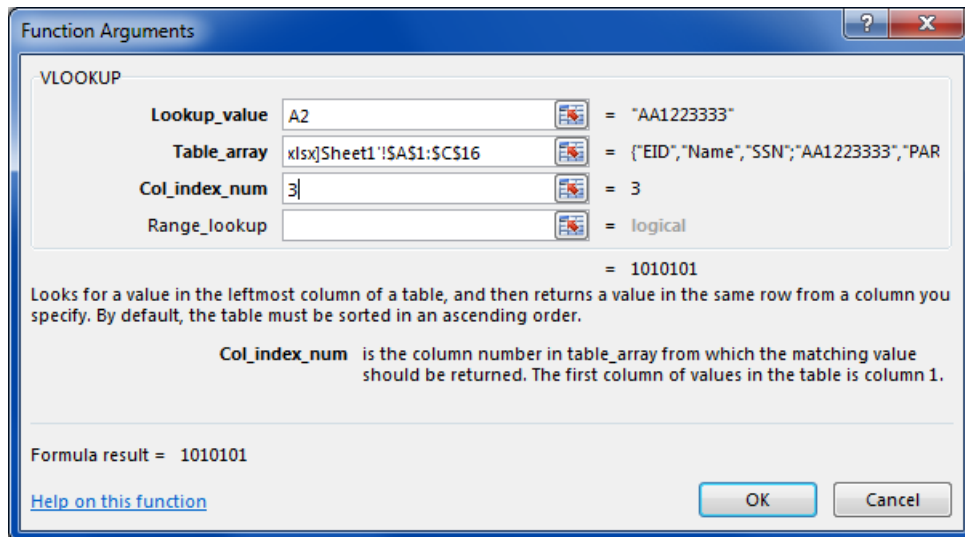 Function Arguments
VLOOKUP
Lookup_value A2 = "AA1223333"
Table_array xlsx]Sheet1'!$A$1:$C$16 = {"EID","Name","SSN";"AA1223333","PAR
Col_index_num 3 = 3
Range_lookup = logical
= 1010101
Looks for a value in the leftmost column of a table, and then returns a value in the same row from a column you
specify. By default, the table must be sorted in an ascending order.
Col_index_num is the column number in table_array from which the matching value
should be returned. The first column of values in the table is column 1.
Formula result = 1010101
Help on this function OK Cancel